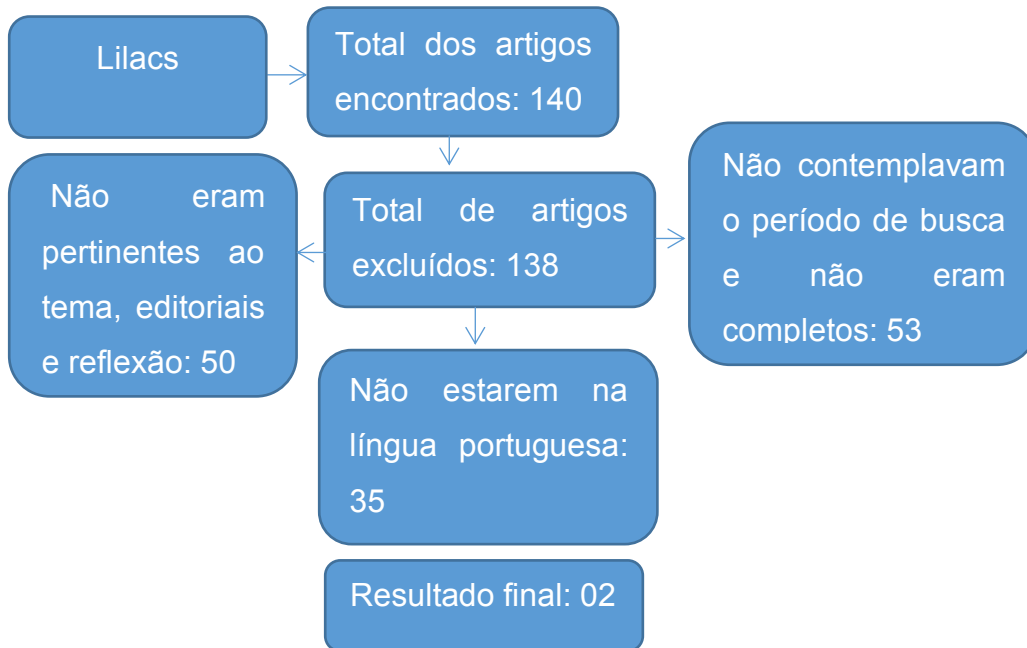 Lilacs
Total dos artigos
encontrados: 140
Não eram
pertinentes ao
tema, editoriais
e reflexão: 50
Total de artigos
excluídos: 138
Não contemplavam
o período de busca
e não eram
completos: 53
Não estarem na
língua portuguesa:
35
Resultado final: 02